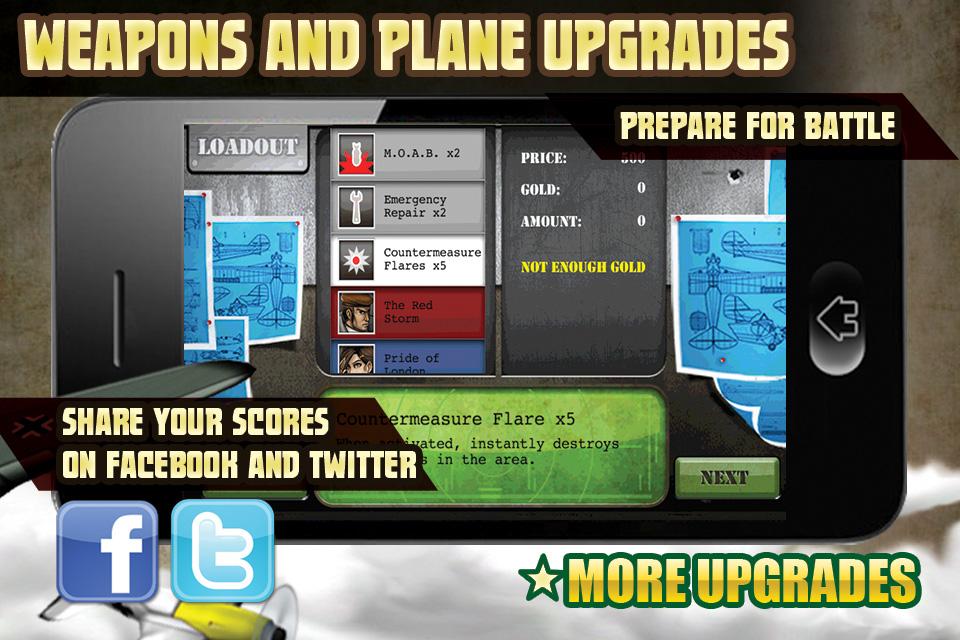 WEAPONS AND PLANE UPGRADES
PREPARE FOR BATTLE
LOADOUT
M.O.A.B. x2
Emergency
Repair x2
Countermeasure
Flares x5
The Red
Storm
Pride of
London
PRICE: 500
GOLD: 0
AMOUNT: 0
NOT ENOUGH GOLD
SHARE YOUR SCORES
ON FACEBOOK AND TWITTER
Countermeasure Flare x5
When activated, instantly destroys
in the area.
NEXT
f
t
MORE UPGRADES